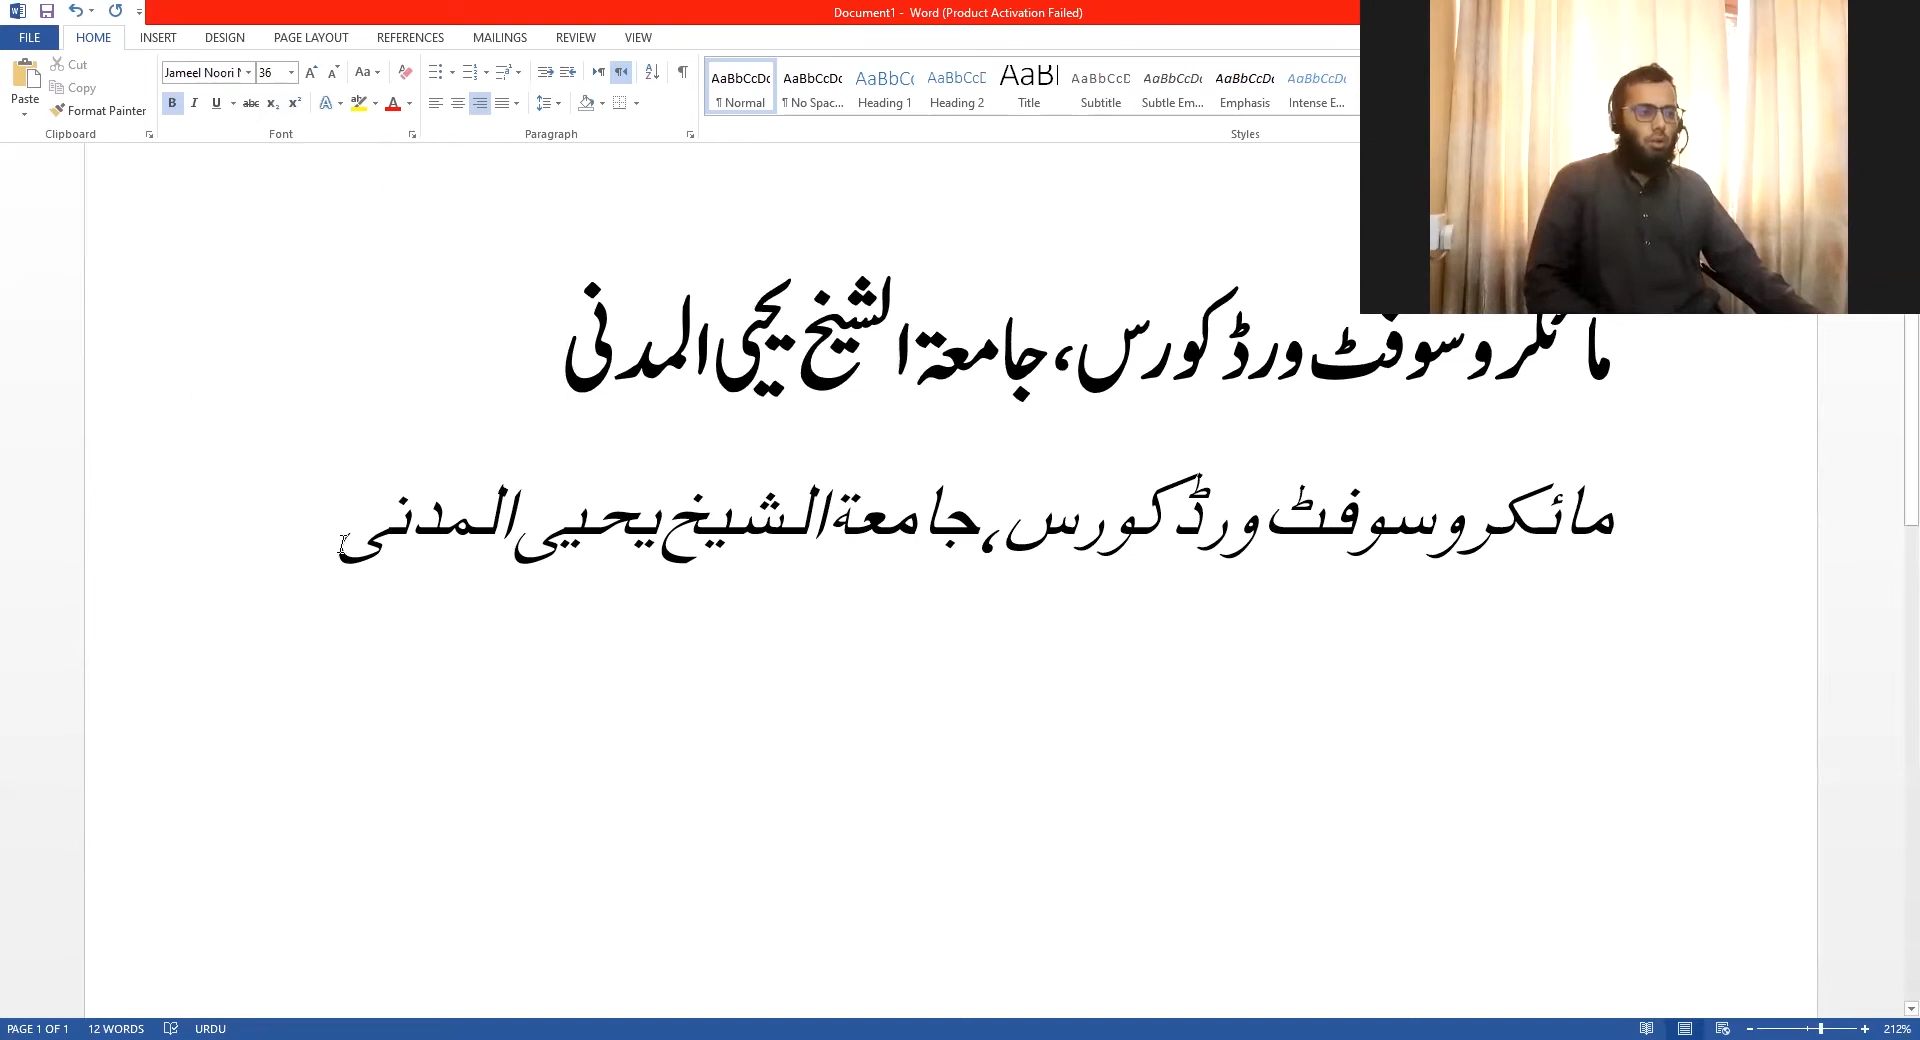 Document1 - Word (Product Activation Failed)
FILE HOME INSERT DESIGN PAGE LAYOUT REFERENCES MAILINGS REVIEW VIEW
Paste
Cut
Copy
Format Painter
Clipboard
Jameel Noori N 36
Font
Paragraph
AaBbCcDc AaBbCcDc AaBbCc AaBbCcD AaBl AaBbCcD AaBbCcDc AaBbCcDc AaBbCcDc
¶ Normal ¶ No Spac... Heading 1 Heading 2 Title Subtitle Subtle Em... Emphasis Intense E...
Styles
مائکروسوفٹ ورڈ کورس، جامعۃ الشیخ یحیی المدنی
مائکروسوفٹ ورڈ کورس، جامعۃ الشیخ یحیی المدنی
PAGE 1 OF 1 12 WORDS URDU 212%